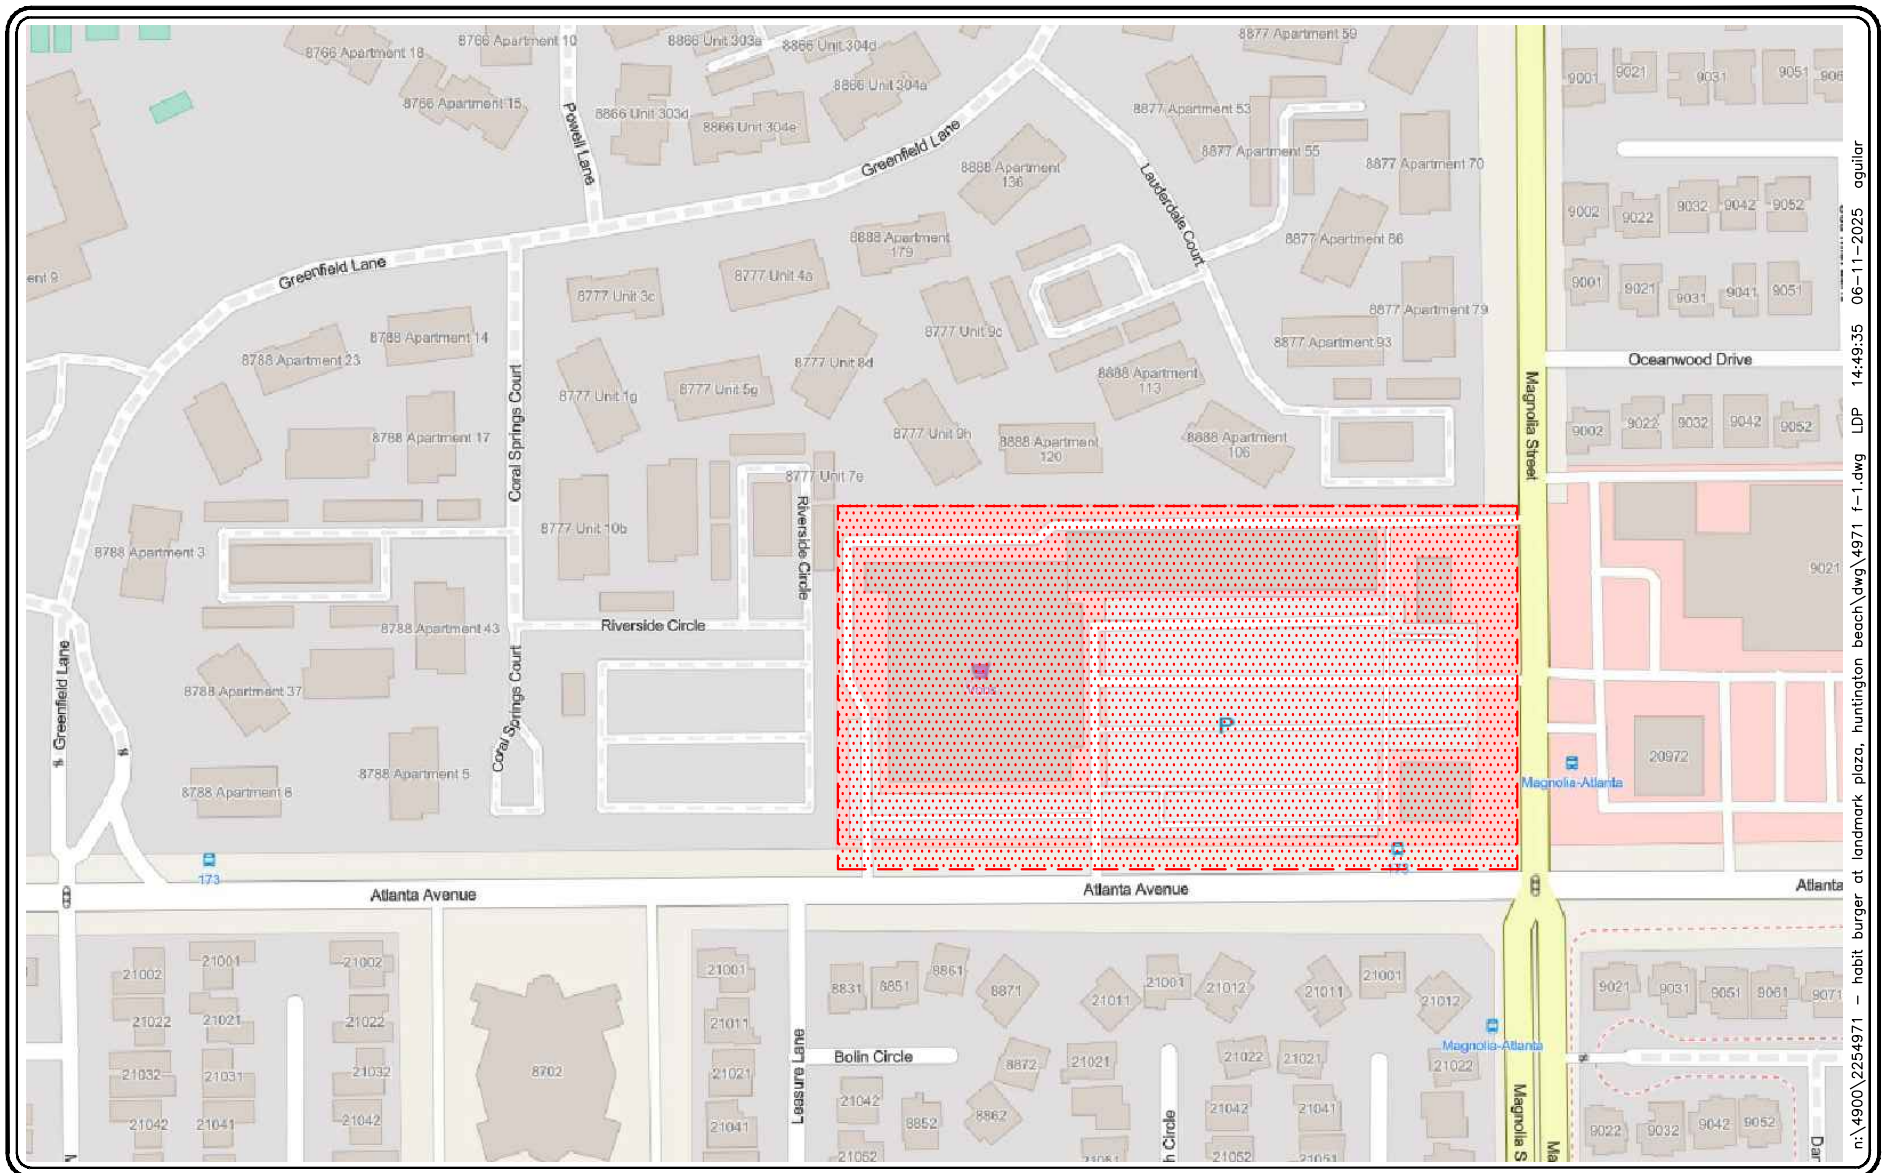 8766 Apartment 18
8766 Apartment 10
8866 Unit 303a
8866 Unit 304d
8877 Apartment 59
9001
9021
9031
9051
8766 Apartment 15
8866 Unit 303d
8866 Unit 304e
8866 Unit 304a
8877 Apartment 53
8877 Apartment 55
8877 Apartment 70
Powell Lane
Greenfield Lane
8888 Apartment
136
Lauderdale Court
9002
9022
9032
9042
9052
8888 Apartment
179
8877 Apartment 86
Greenfield Lane
8777 Unit 3c
8777 Unit 4a
9001
9021
9031
9041
9051
8877 Apartment 79
8788 Apartment 23
8788 Apartment 14
8777 Unit 8d
8777 Unit 9c
8877 Apartment 93
Oceanwood Drive
8777 Unit 1g
8777 Unit 5g
8888 Apartment
113
Magnolia Street
Coral Springs Court
8788 Apartment 17
8777 Unit 9h
8888 Apartment
120
8888 Apartment
106
9002
9022
9032
9042
9052
8777 Unit 7e
8777 Unit 10b
Riverside Circle
8788 Apartment 3
9021
8788 Apartment 43
Riverside Circle
Greenfield Lane
8788 Apartment 37
Coral Springs Court
P
8788 Apartment 5
8788 Apartment 6
20972
Magnolia-Atlanta
173
173
Atlanta Avenue
Atlanta Avenue
Atlanta
21002
21001
21002
21001
8831
8851
8861
8871
21011
21001
21012
21011
21001
21012
9021
9031
9051
9061
9071
21022
21021
21022
21011
Magnolia-Atlanta
8702
Leasure Lane
Bolin Circle
8872
21021
21022
21021
21022
21032
21031
21032
21021
21042
8852
8862
21042
21041
21042
21041
21042
21041
21052
21051
21052
21051
h Circle
Magnolia S
Ma
9022
9032
9042
9052
Dar
n:\4900\2254971 - habit burger at landmark plaza, huntington beach\dwg\4971 f-1.dwg LDP 14:49:35 06-11-2025 aguilar